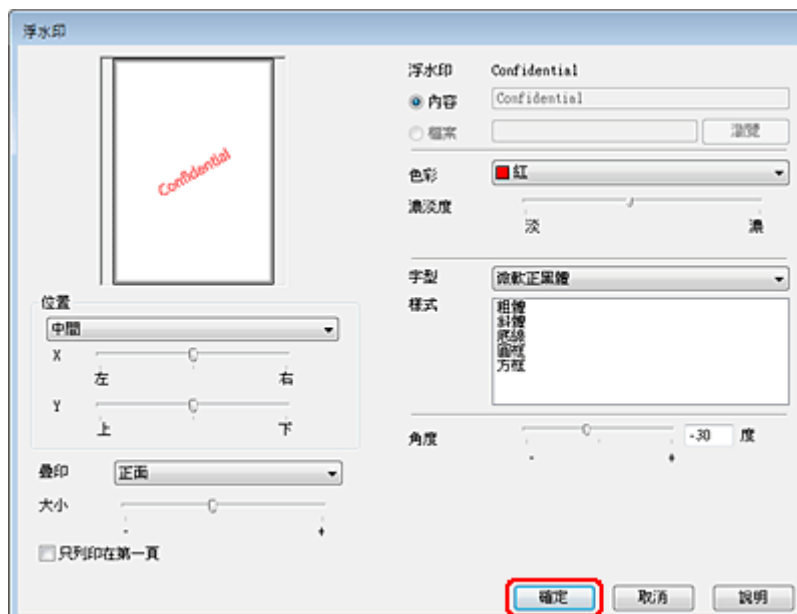 浮水印
Confidential
位置
中間
X
左 右
Y
上 下
疊印 正面
大小
- +
只列印在第一頁
浮水印 Confidential
內容 Confidential
檔案 瀏覽
色彩 紅
濃淡度
淡 濃
字型 微軟正黑體
樣式
粗體
斜體
底線
圓框
方框
角度 -30 度
- +
確定 取消 說明